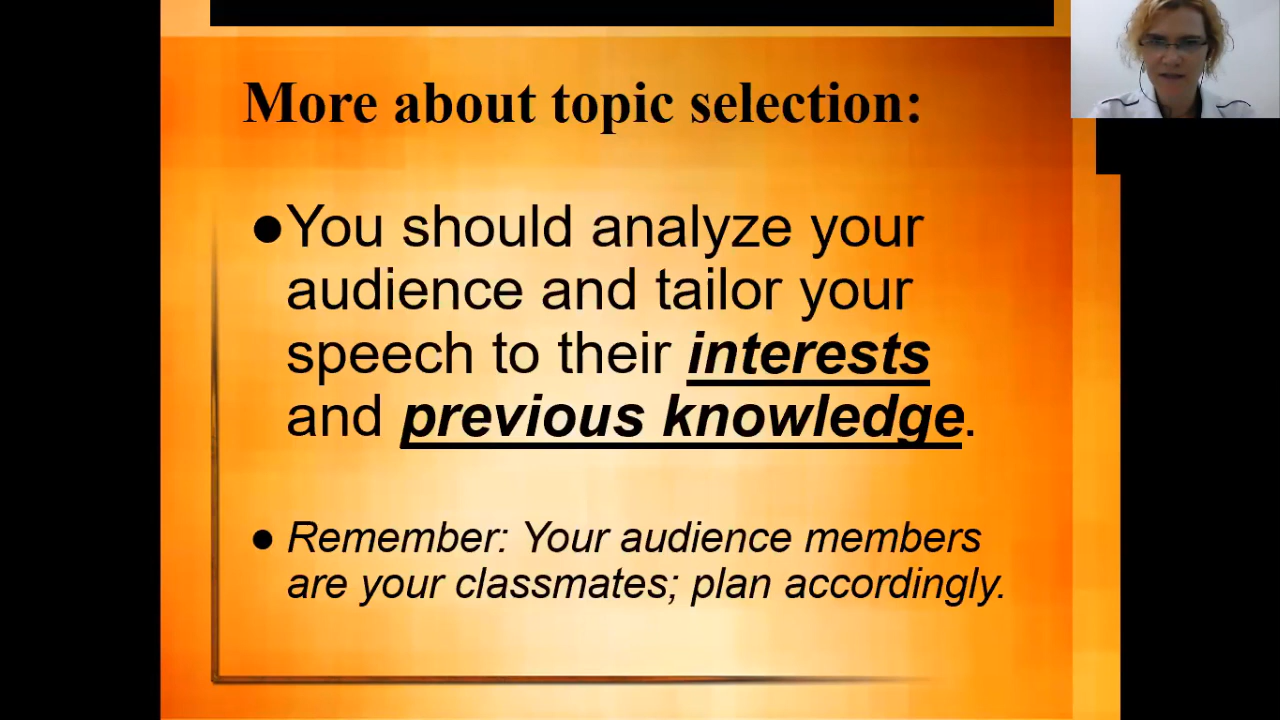 More about topic selection:
●You should analyze your
audience and tailor your
speech to their interests
and previous knowledge.
● Remember: Your audience members
are your classmates; plan accordingly.